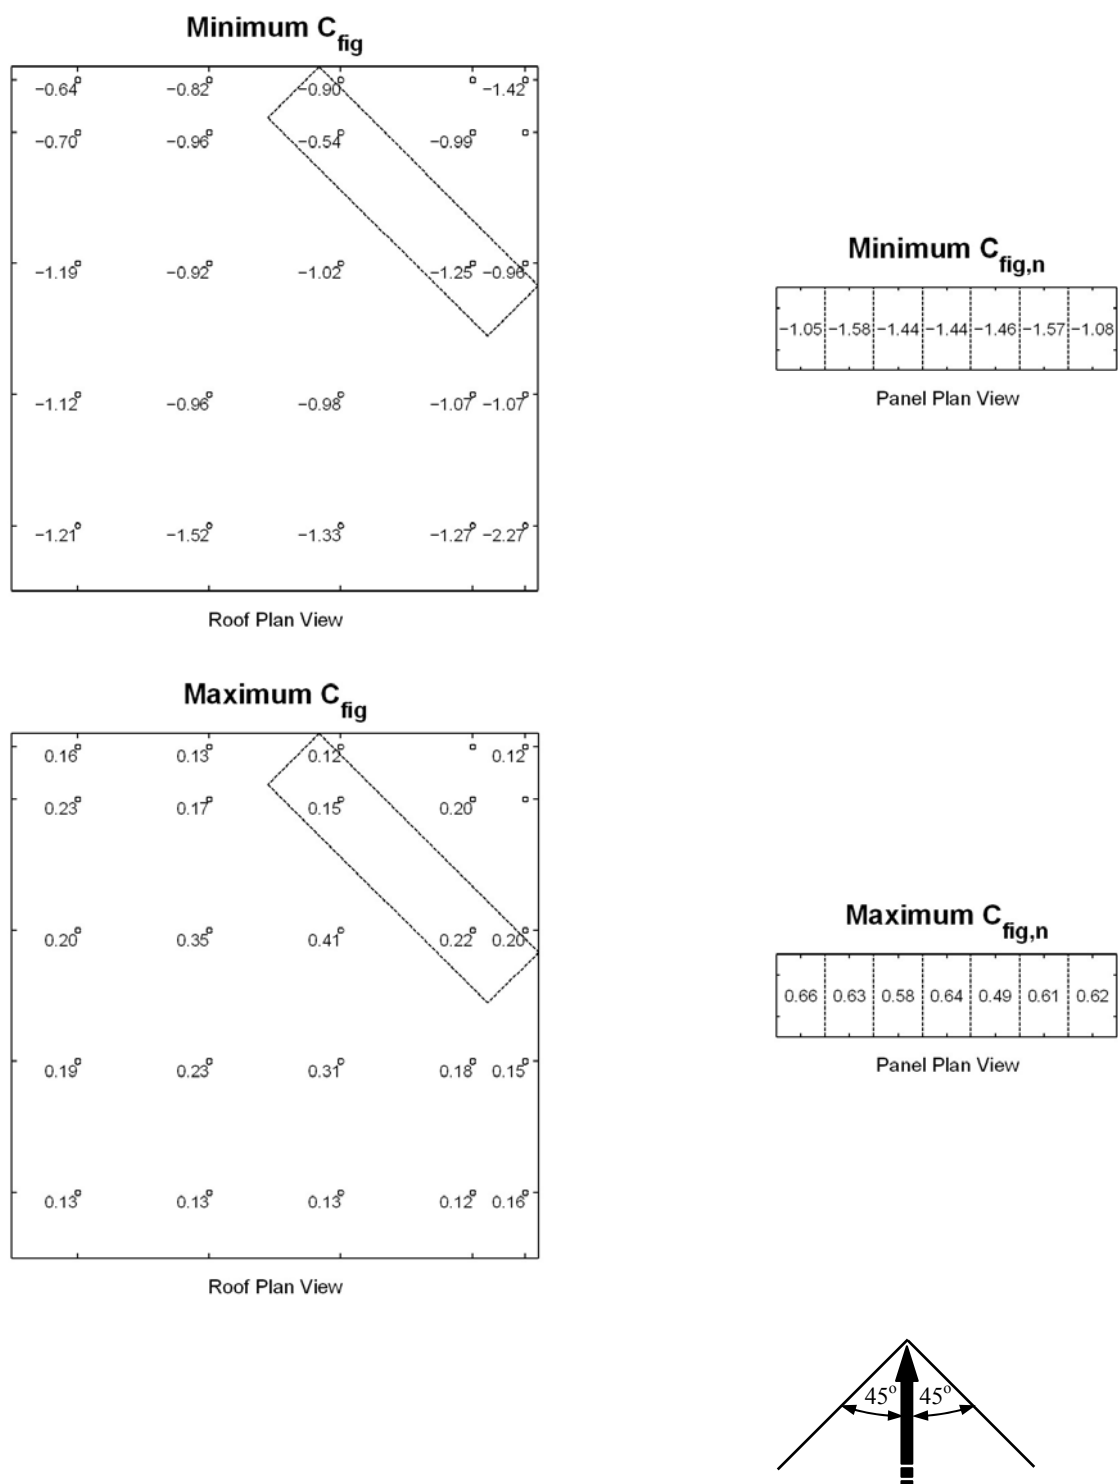 Minimum C_fig
−0.64 −0.82 −0.90 −1.42
−0.70 −0.96 −0.54 −0.99
−1.19 −0.92 −1.02 −1.25 −0.96
−1.12 −0.96 −0.98 −1.07 −1.07
−1.21 −1.52 −1.33 −1.27 −2.27
Roof Plan View
Minimum C_fig,n
−1.05 −1.58 −1.44 −1.44 −1.46 −1.57 −1.08
Panel Plan View
Maximum C_fig
0.16 0.13 0.12 0.12
0.23 0.17 0.15 0.20
0.20 0.35 0.41 0.22 0.20
0.19 0.23 0.31 0.18 0.15
0.13 0.13 0.13 0.12 0.16
Roof Plan View
Maximum C_fig,n
0.66 0.63 0.58 0.64 0.49 0.61 0.62
Panel Plan View
45° 45°